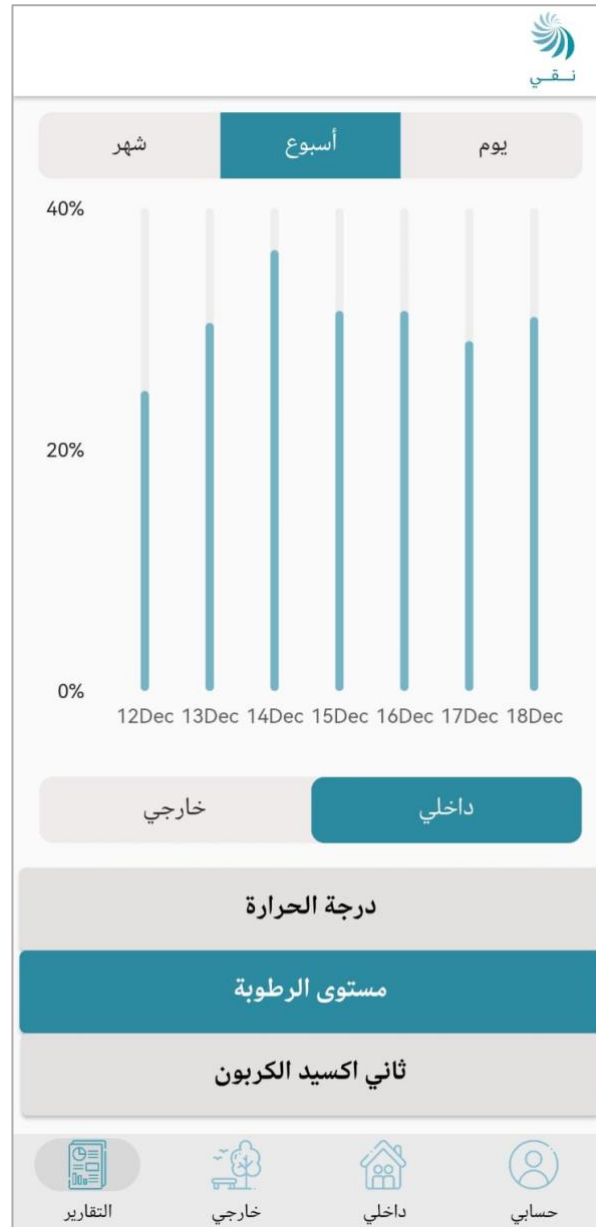 نـقـي
يوم أسبوع شهر
40%
20%
0%
12Dec 13Dec 14Dec 15Dec 16Dec 17Dec 18Dec
داخلي خارجي
درجة الحرارة
مستوى الرطوبة
ثاني اكسيد الكربون
حسابي داخلي خارجي التقارير